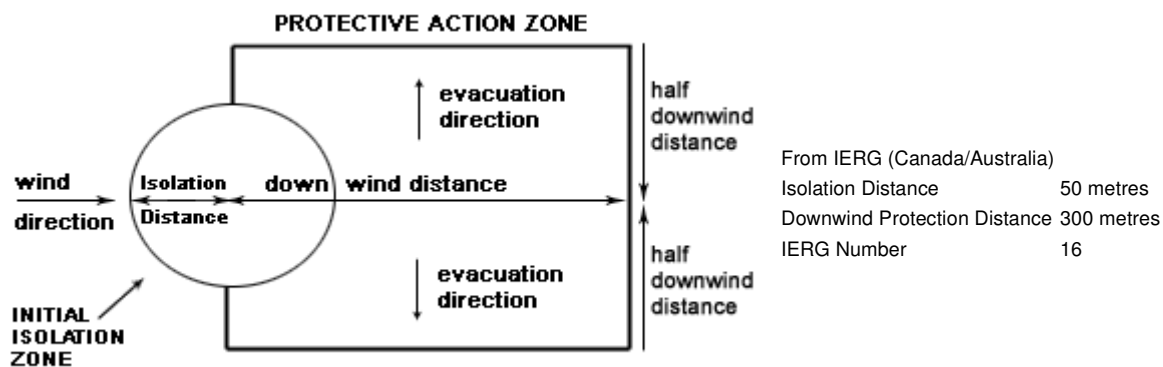 PROTECTIVE ACTION ZONE
evacuation
direction
half
downwind
distance
wind
direction
Isolation
Distance
down wind distance
evacuation
direction
half
downwind
distance
INITIAL
ISOLATION
ZONE
From IERG (Canada/Australia)
Isolation Distance 50 metres
Downwind Protection Distance 300 metres
IERG Number 16